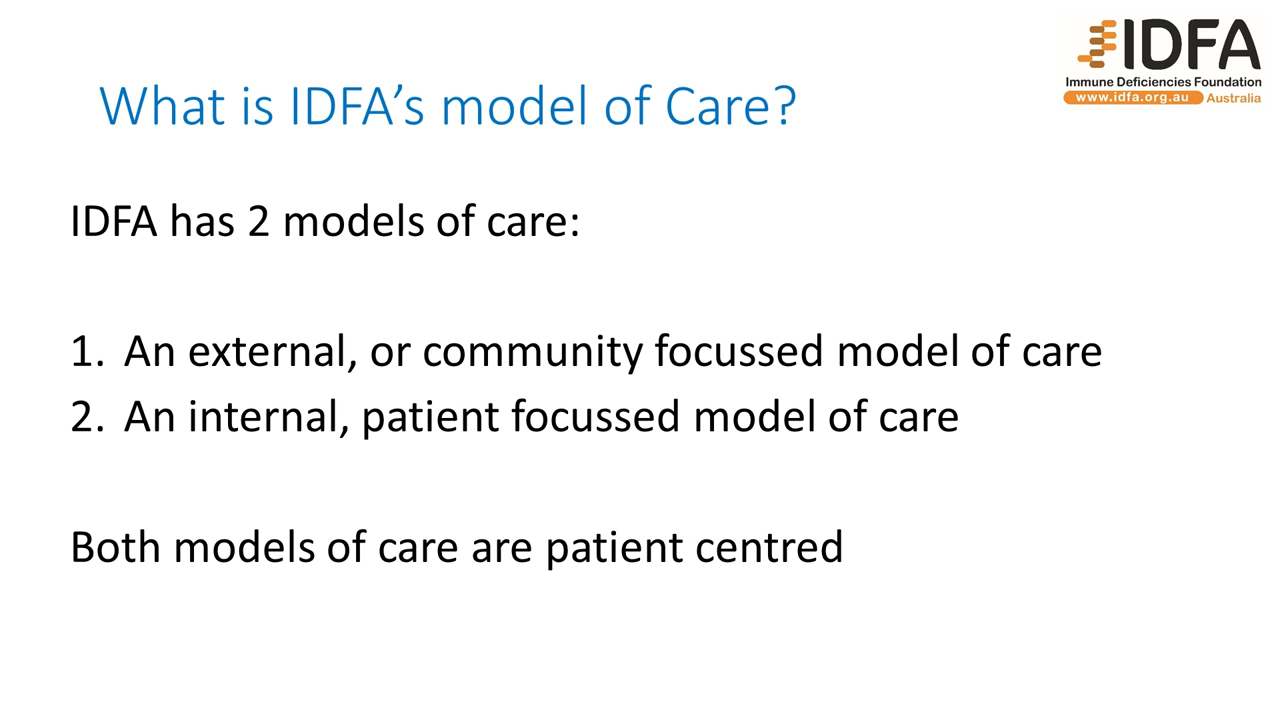 IDFA
Immune Deficiencies Foundation
www.idfa.org.au Australia
What is IDFA’s model of Care?
IDFA has 2 models of care:
1. An external, or community focussed model of care
2. An internal, patient focussed model of care
Both models of care are patient centred